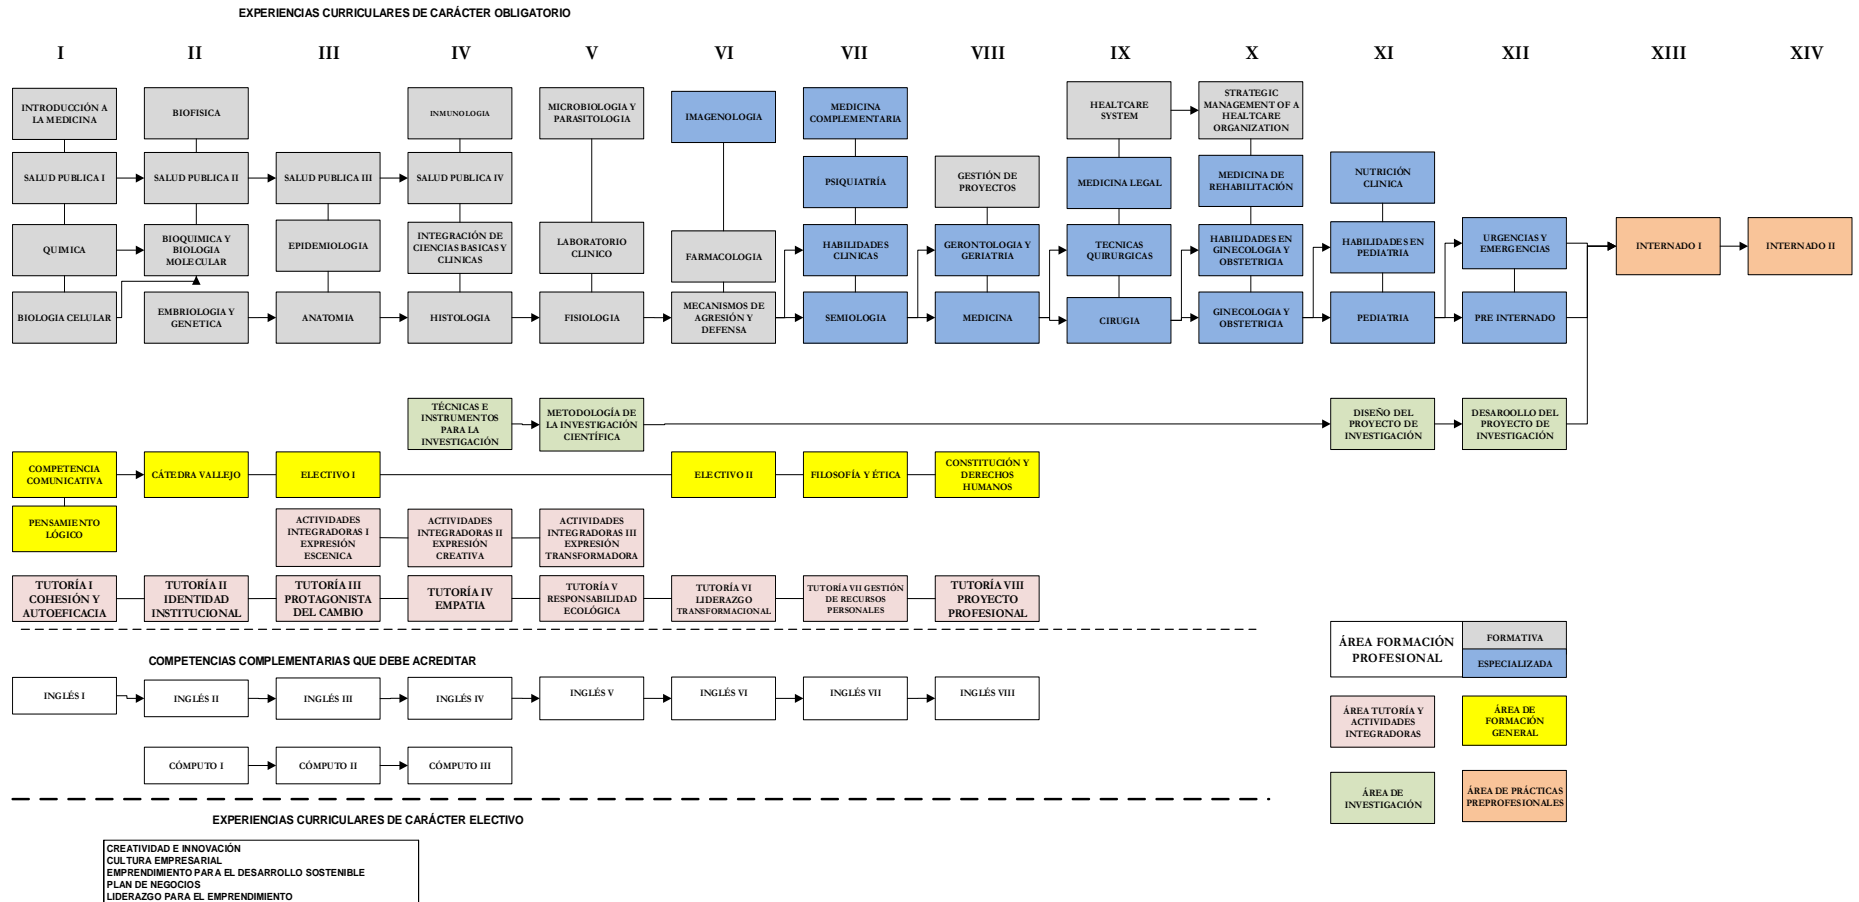 EXPERIENCIAS CURRICULARES DE CARÁCTER OBLIGATORIO
I
II
III
IV
V
VI
VII
VIII
IX
X
XI
XII
XIII
XIV
INTRODUCCIÓN A
LA MEDICINA
BIOFISICA
INMUNOLOGIA
MICROBIOLOGIA Y
PARASITOLOGIA
IMAGENOLOGIA
MEDICINA
COMPLEMENTARIA
HEALTCARE
SYSTEM
STRATEGIC
MANAGEMENT OF A
HEALTCARE
ORGANIZATION
SALUD PUBLICA I
SALUD PUBLICA II
SALUD PUBLICA III
SALUD PUBLICA IV
PSIQUIATRÍA
GESTIÓN DE
PROYECTOS
MEDICINA LEGAL
MEDICINA DE
REHABILITACIÓN
NUTRICIÓN
CLINICA
QUIMICA
BIOQUIMICA Y
BIOLOGIA
MOLECULAR
EPIDEMIOLOGIA
INTEGRACIÓN DE
CIENCIAS BASICAS Y
CLINICAS
LABORATORIO
CLINICO
FARMACOLOGIA
HABILIDADES
CLINICAS
GERONTOLOGIA Y
GERIATRIA
TECNICAS
QUIRURGICAS
HABILIDADES EN
GINECOLOGIA Y
OBSTETRICIA
HABILIDADES EN
PEDIATRIA
URGENCIAS Y
EMERGENCIAS
INTERNADO I
INTERNADO II
BIOLOGIA CELULAR
EMBRIOLOGIA Y
GENETICA
ANATOMIA
HISTOLOGIA
FISIOLOGIA
MECANISMOS DE
AGRESIÓN Y
DEFENSA
SEMIOLOGIA
MEDICINA
CIRUGIA
GINECOLOGIA Y
OBSTETRICIA
PEDIATRIA
PRE INTERNADO
TÉCNICAS E
INSTRUMENTOS
PARA LA
INVESTIGACIÓN
METODOLOGÍA DE
LA INVESTIGACIÓN
CIENTÍFICA
DISEÑO DEL
PROYECTO DE
INVESTIGACIÓN
DESAROOLLO DEL
PROYECTO DE
INVESTIGACIÓN
COMPETENCIA
COMUNICATIVA
CÁTEDRA VALLEJO
ELECTIVO I
ELECTIVO II
FILOSOFÍA Y ÉTICA
CONSTITUCIÓN Y
DERECHOS
HUMANOS
PENSAMIENTO
LÓGICO
ACTIVIDADES
INTEGRADORAS I
EXPRESIÓN
ESCENICA
ACTIVIDADES
INTEGRADORAS II
EXPRESIÓN
CREATIVA
ACTIVIDADES
INTEGRADORAS III
EXPRESIÓN
TRANSFORMADORA
TUTORÍA I
COHESIÓN Y
AUTOEFICACIA
TUTORÍA II
IDENTIDAD
INSTITUCIONAL
TUTORÍA III
PROTAGONISTA
DEL CAMBIO
TUTORÍA IV
EMPATIA
TUTORÍA V
RESPONSABILIDAD
ECOLÓGICA
TUTORÍA VI
LIDERAZGO
TRANSFORMACIONAL
TUTORÍA VII GESTIÓN
DE RECURSOS
PERSONALES
TUTORÍA VIII
PROYECTO
PROFESIONAL
ÁREA FORMACIÓN
PROFESIONAL
FORMATIVA
ESPECIALIZADA
COMPETENCIAS COMPLEMENTARIAS QUE DEBE ACREDITAR
INGLÉS I
INGLÉS II
INGLÉS III
INGLÉS IV
INGLÉS V
INGLÉS VI
INGLÉS VII
INGLÉS VIII
ÁREA TUTORÍA Y
ACTIVIDADES
INTEGRADORAS
ÁREA DE
FORMACIÓN
GENERAL
CÓMPUTO I
CÓMPUTO II
CÓMPUTO III
ÁREA DE
INVESTIGACIÓN
ÁREA DE PRÁCTICAS
PREPROFESIONALES
EXPERIENCIAS CURRICULARES DE CARÁCTER ELECTIVO
CREATIVIDAD E INNOVACIÓN
CULTURA EMPRESARIAL
EMPRENDIMIENTO PARA EL DESARROLLO SOSTENIBLE
PLAN DE NEGOCIOS
LIDERAZGO PARA EL EMPRENDIMIENTO